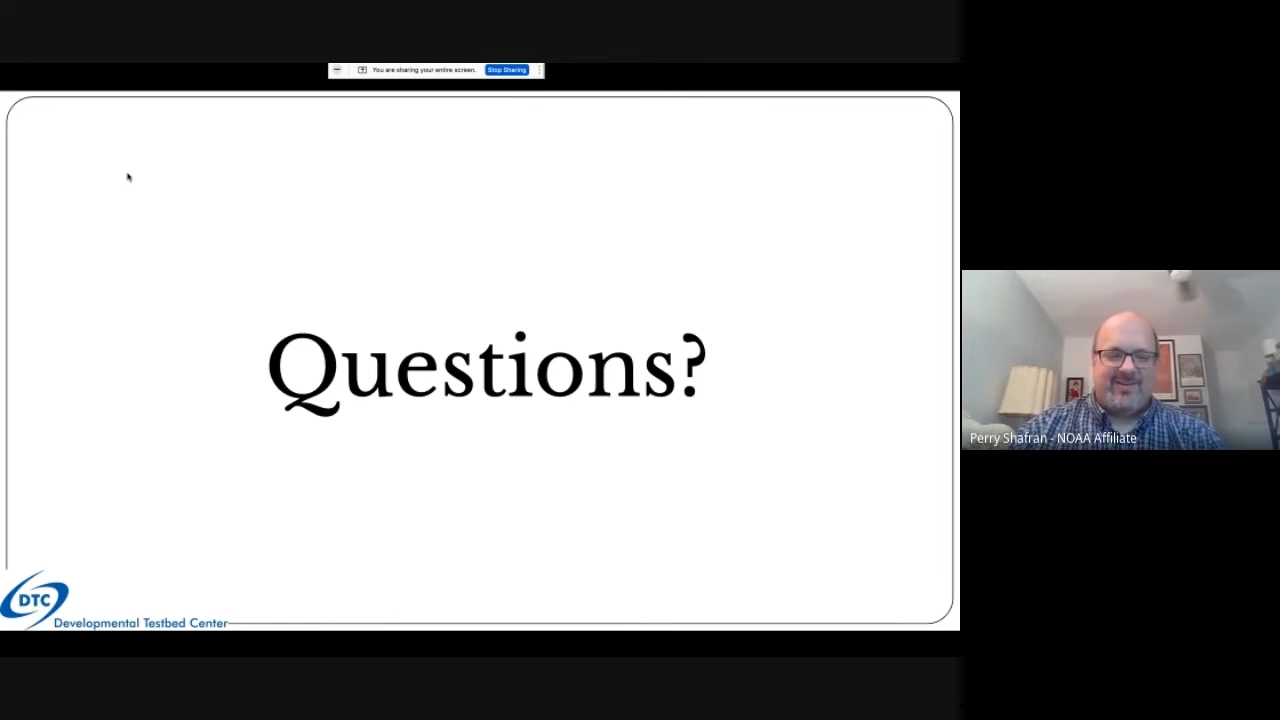 You are sharing your entire screen.
Stop Sharing
Questions?
Perry Shafran - NOAA Affiliate
DTC
Developmental Testbed Center